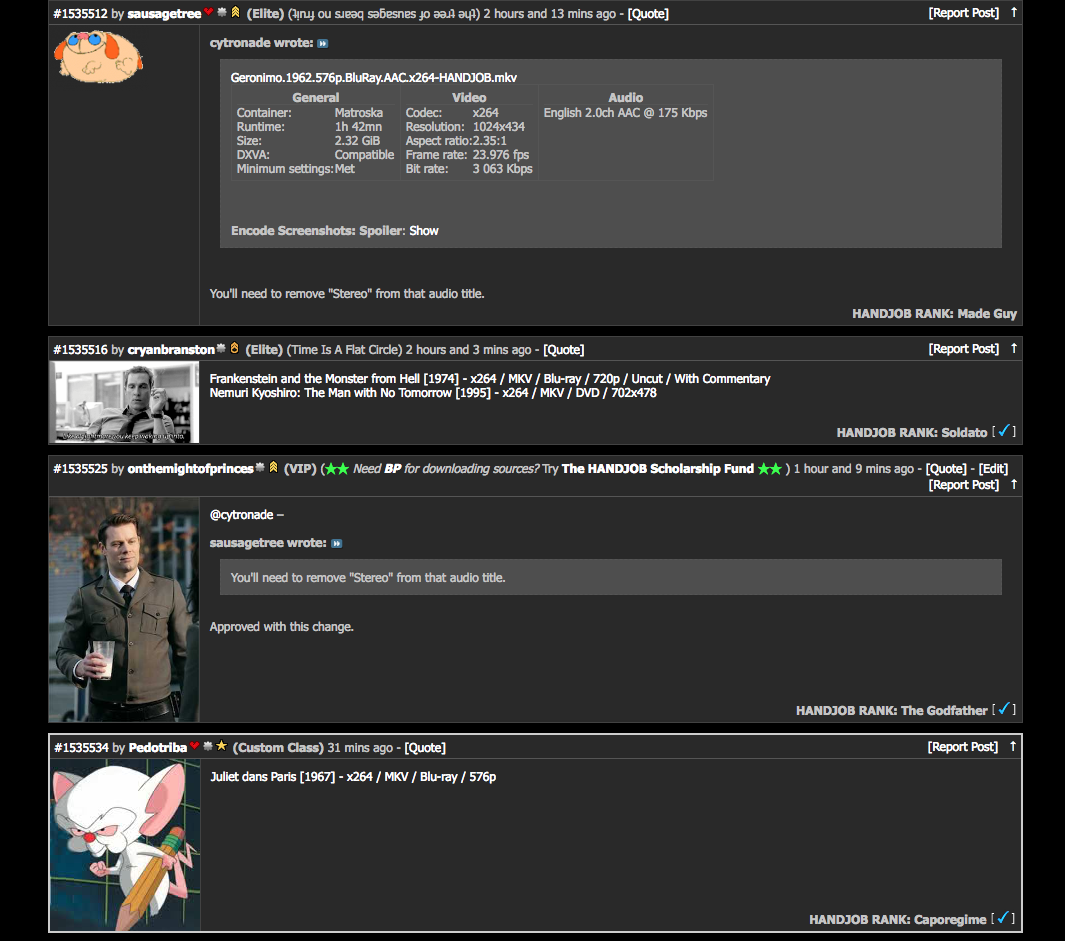 #1535512 by sausagetree (Elite) (ʇᴉnɹɟ ou sɹɐǝq sǝƃɐsnɐs ɟo ǝǝɹʇ ǝɥʇ) 2 hours and 13 mins ago - [Quote] [Report Post] ↑
cytronade wrote:
Geronimo.1962.576p.BluRay.AAC.x264-HANDJOB.mkv
General Video Audio
Container: Matroska Codec: x264 English 2.0ch AAC @ 175 Kbps
Runtime: 1h 42mn Resolution: 1024x434
Size: 2.32 GiB Aspect ratio:2.35:1
DXVA: Compatible Frame rate: 23.976 fps
Minimum settings:Met Bit rate: 3 063 Kbps
Encode Screenshots: Spoiler: Show
You'll need to remove "Stereo" from that audio title.
HANDJOB RANK: Made Guy
#1535516 by cryanbranston (Elite) (Time Is A Flat Circle) 2 hours and 3 mins ago - [Quote] [Report Post] ↑
Frankenstein and the Monster from Hell [1974] - x264 / MKV / Blu-ray / 720p / Uncut / With Commentary
Nemuri Kyoshiro: The Man with No Tomorrow [1995] - x264 / MKV / DVD / 702x478
HANDJOB RANK: Soldato [✓]
#1535525 by onthemightofprinces (VIP) (★★ Need BP for downloading sources? Try The HANDJOB Scholarship Fund ★★ ) 1 hour and 9 mins ago - [Quote] - [Edit]
[Report Post] ↑
@cytronade –
sausagetree wrote:
You'll need to remove "Stereo" from that audio title.
Approved with this change.
HANDJOB RANK: The Godfather [✓]
#1535534 by Pedotriba (Custom Class) 31 mins ago - [Quote] [Report Post] ↑
Juliet dans Paris [1967] - x264 / MKV / Blu-ray / 576p
HANDJOB RANK: Caporegime [✓]